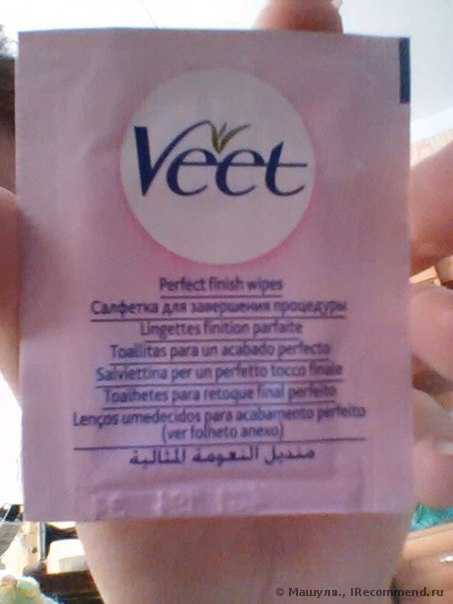 Veet
Perfect finish wipes
Салфетка для завершения процедуры
Lingettes finition parfaite
Toallitas para un acabado perfecto
Salviettina per un perfetto tocco finale
Toalhetes para retoque final perfeito
Lenços umedecidos para acabamento perfeito
(ver folheto anexo)
منديل النعومة المثالية
© Машуля., IRecommend.ru